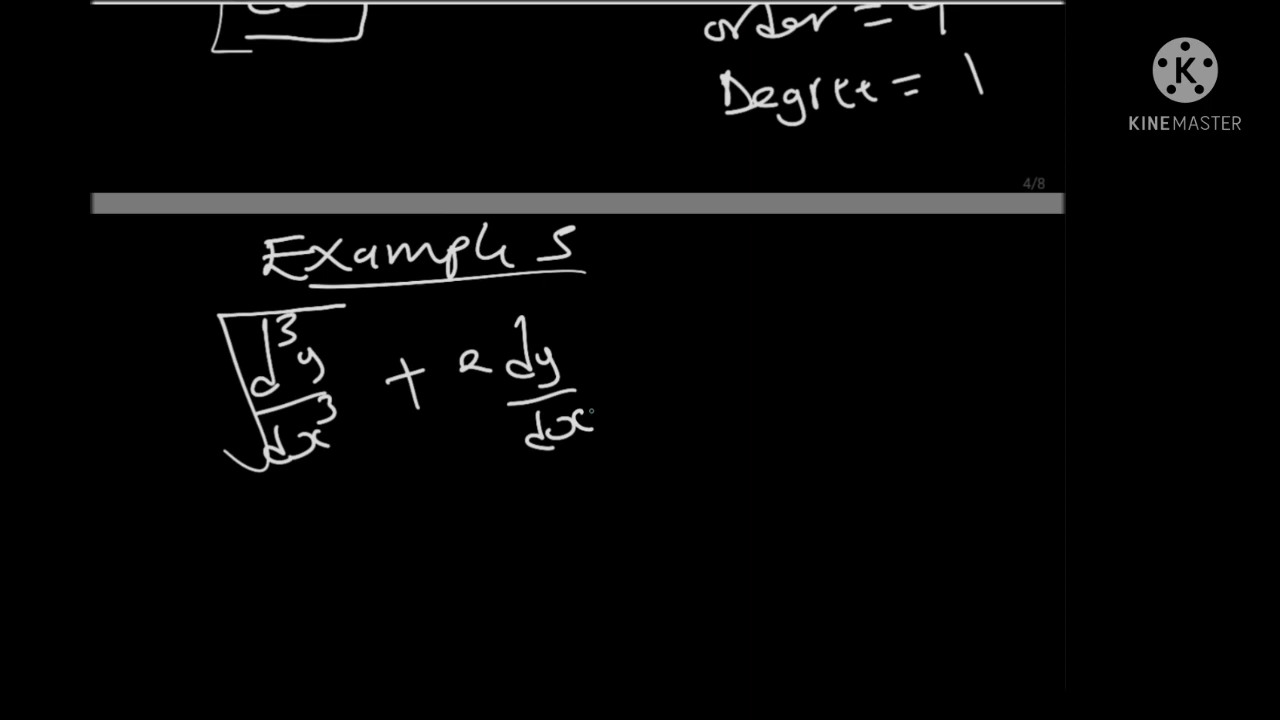 order = 4
Degree = 1
KINEMASTER
4/8
Example 5
√(d³y/dx³) + 2 dy/dx